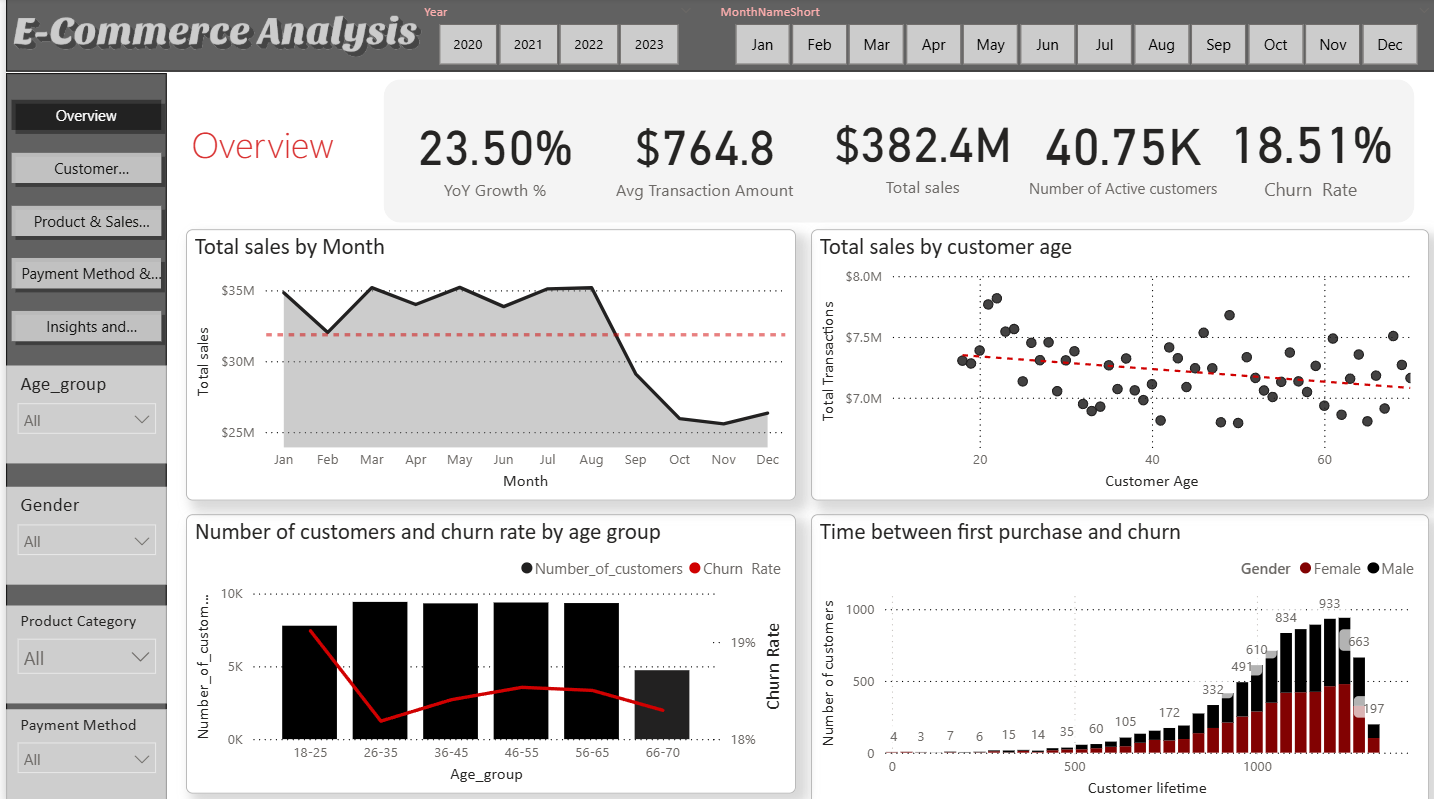 E-Commerce Analysis
Year
2020 2021 2022 2023
MonthNameShort
Jan Feb Mar Apr May Jun Jul Aug Sep Oct Nov Dec
Overview
Customer...
Product & Sales...
Payment Method &...
Insights and...
Age_group
All
Gender
All
Product Category
All
Payment Method
All
Overview
23.50%
YoY Growth %
$764.8
Avg Transaction Amount
$382.4M
Total sales
40.75K
Number of Active customers
18.51%
Churn Rate
Total sales by Month
Total sales
$35M
$30M
$25M
Jan Feb Mar Apr May Jun Jul Aug Sep Oct Nov Dec
Month
Total sales by customer age
Total Transactions
$8.0M
$7.5M
$7.0M
20 40 60
Customer Age
Number of customers and churn rate by age group
Number_of_customers Churn Rate
Number_of_custom...
10K
5K
0K
19%
18%
Churn Rate
18-25 26-35 36-45 46-55 56-65 66-70
Age_group
Time between first purchase and churn
Gender Female Male
Number of customers
1000
500
0
4 3 7 6 15 14 35 60 105 172 332 491 610 834 933 663 197
0 500 1000
Customer lifetime